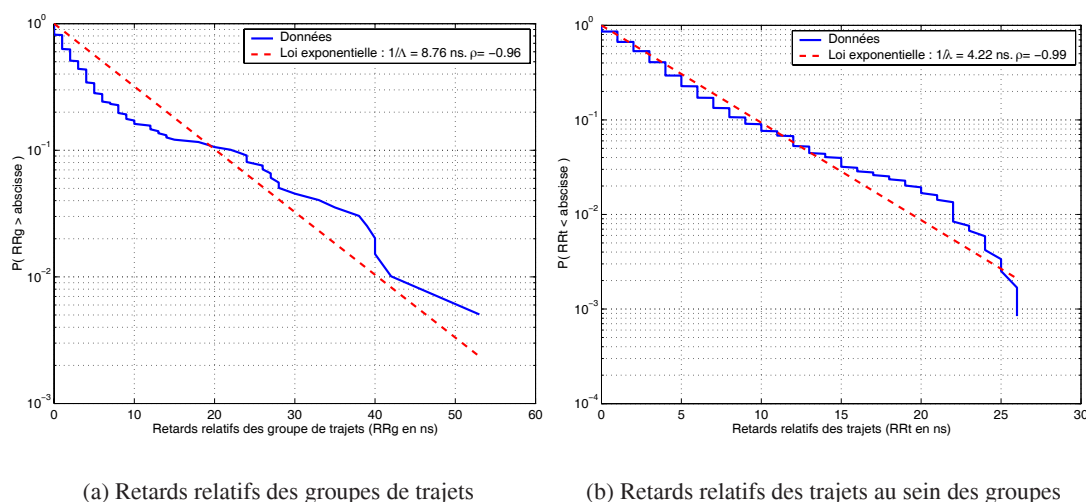 10^0
10^-1
10^-2
10^-3
P( RRg > abscisse )
Données
Loi exponentielle : 1/Λ = 8.76 ns. ρ= −0.96
0 10 20 30 40 50 60
Retards relatifs des groupe de trajets (RRg en ns)
(a) Retards relatifs des groupes de trajets
10^0
10^-1
10^-2
10^-3
10^-4
P( RRt < abscisse )
Données
Loi exponentielle : 1/λ = 4.22 ns. ρ= −0.99
0 5 10 15 20 25 30
Retards relatifs des trajets (RRt en ns)
(b) Retards relatifs des trajets au sein des groupes